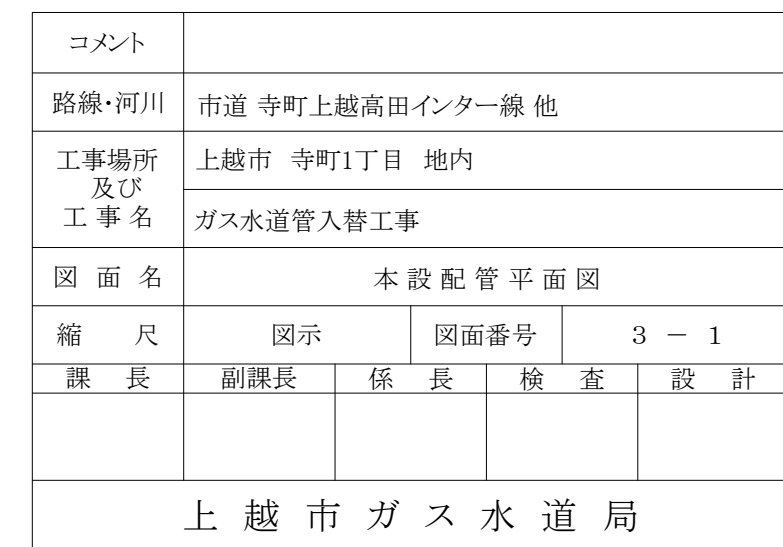 コメント
路線・河川 市道 寺町上越高田インター線 他
工事場所
及び
工 事 名
上越市 寺町1丁目 地内
ガス水道管入替工事
図 面 名 本 設 配 管 平 面 図
縮 尺 図示 図面番号 3 － 1
課 長 副課長 係 長 検 査 設 計
上 越 市 ガ ス 水 道 局